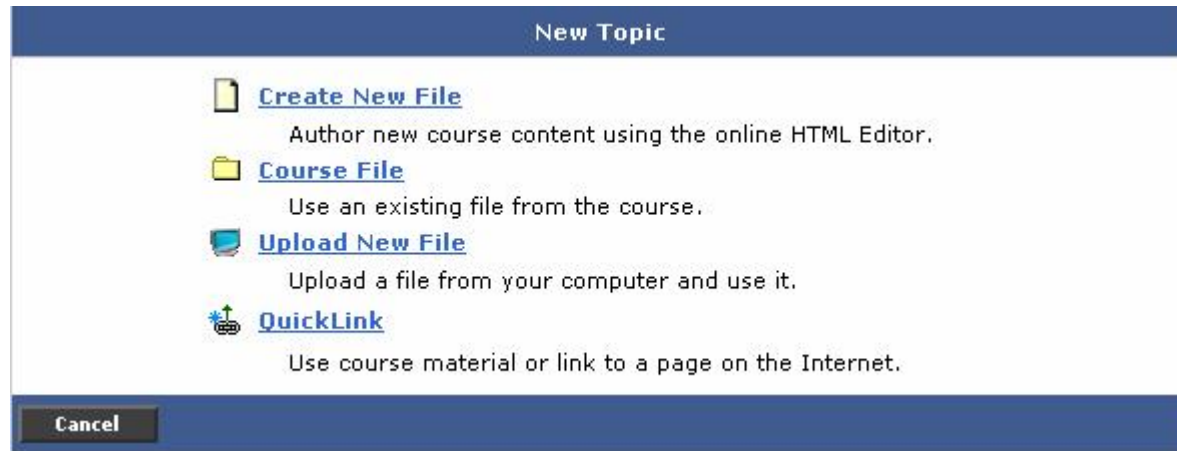 New Topic
Create New File
Author new course content using the online HTML Editor.
Course File
Use an existing file from the course.
Upload New File
Upload a file from your computer and use it.
QuickLink
Use course material or link to a page on the Internet.
Cancel